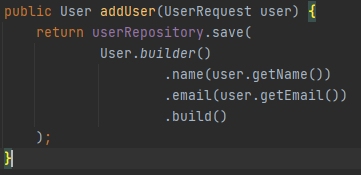 public User addUser(UserRequest user) {
    return userRepository.save(
            User.builder()
                    .name(user.getName())
                    .email(user.getEmail())
                    .build()
    );
}